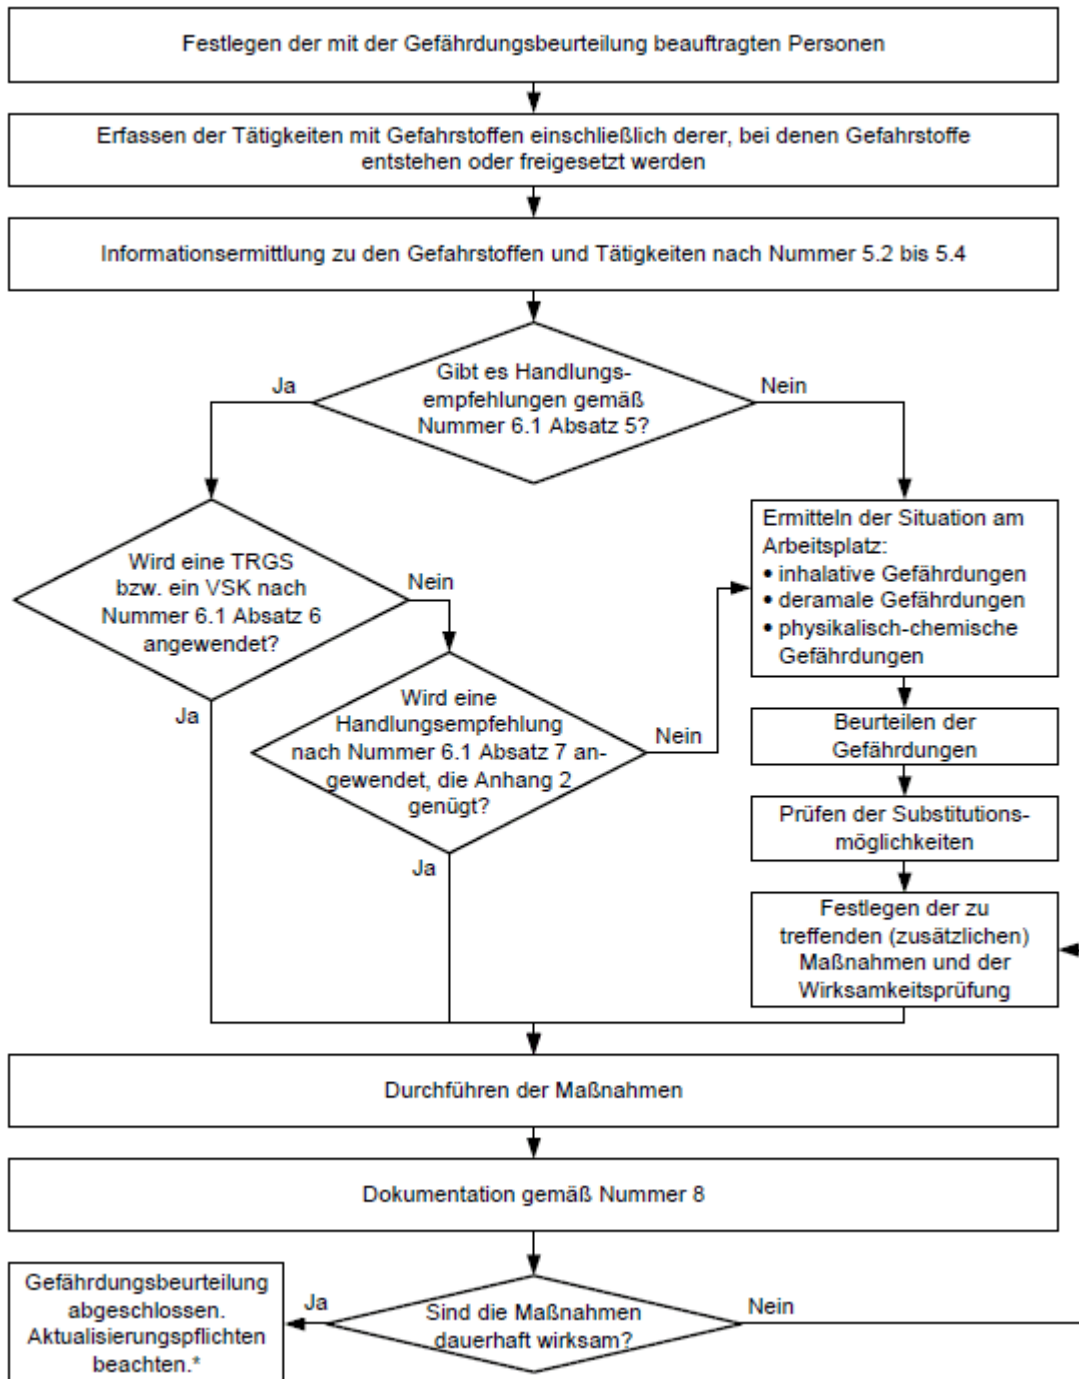 Festlegen der mit der Gefährdungsbeurteilung beauftragten Personen
Erfassen der Tätigkeiten mit Gefahrstoffen einschließlich derer, bei denen Gefahrstoffe
entstehen oder freigesetzt werden
Informationsermittlung zu den Gefahrstoffen und Tätigkeiten nach Nummer 5.2 bis 5.4
Gibt es Handlungs-
empfehlungen gemäß
Nummer 6.1 Absatz 5?
Ja
Nein
Wird eine TRGS
bzw. ein VSK nach
Nummer 6.1 Absatz 6
angewendet?
Nein
Ja
Wird eine
Handlungsempfehlung
nach Nummer 6.1 Absatz 7 an-
gewendet, die Anhang 2
genügt?
Nein
Ja
Ermitteln der Situation am
Arbeitsplatz:
• inhalative Gefährdungen
• deramale Gefährdungen
• physikalisch-chemische
Gefährdungen
Beurteilen der
Gefährdungen
Prüfen der Substitutions-
möglichkeiten
Festlegen der zu
treffenden (zusätzlichen)
Maßnahmen und der
Wirksamkeitsprüfung
Durchführen der Maßnahmen
Dokumentation gemäß Nummer 8
Sind die Maßnahmen
dauerhaft wirksam?
Ja
Nein
Gefährdungsbeurteilung
abgeschlossen.
Aktualisierungspflichten
beachten.*